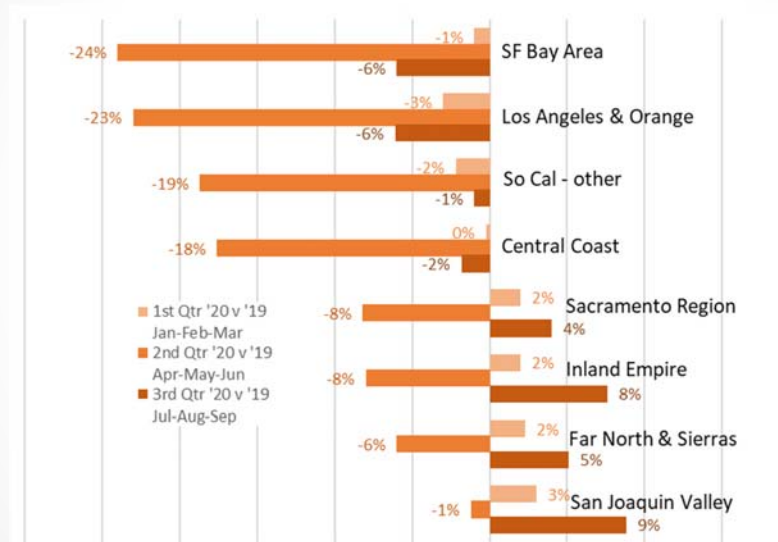 -1%
-24%
SF Bay Area
-6%
-3%
-23%
Los Angeles & Orange
-6%
-2%
-19%
So Cal - other
-1%
0%
-18%
Central Coast
-2%
2%
-8%
Sacramento Region
4%
1st Qtr '20 v '19
Jan-Feb-Mar
2nd Qtr '20 v '19
Apr-May-Jun
3rd Qtr '20 v '19
Jul-Aug-Sep
2%
-8%
Inland Empire
8%
2%
-6%
Far North & Sierras
5%
3%
-1%
San Joaquin Valley
9%